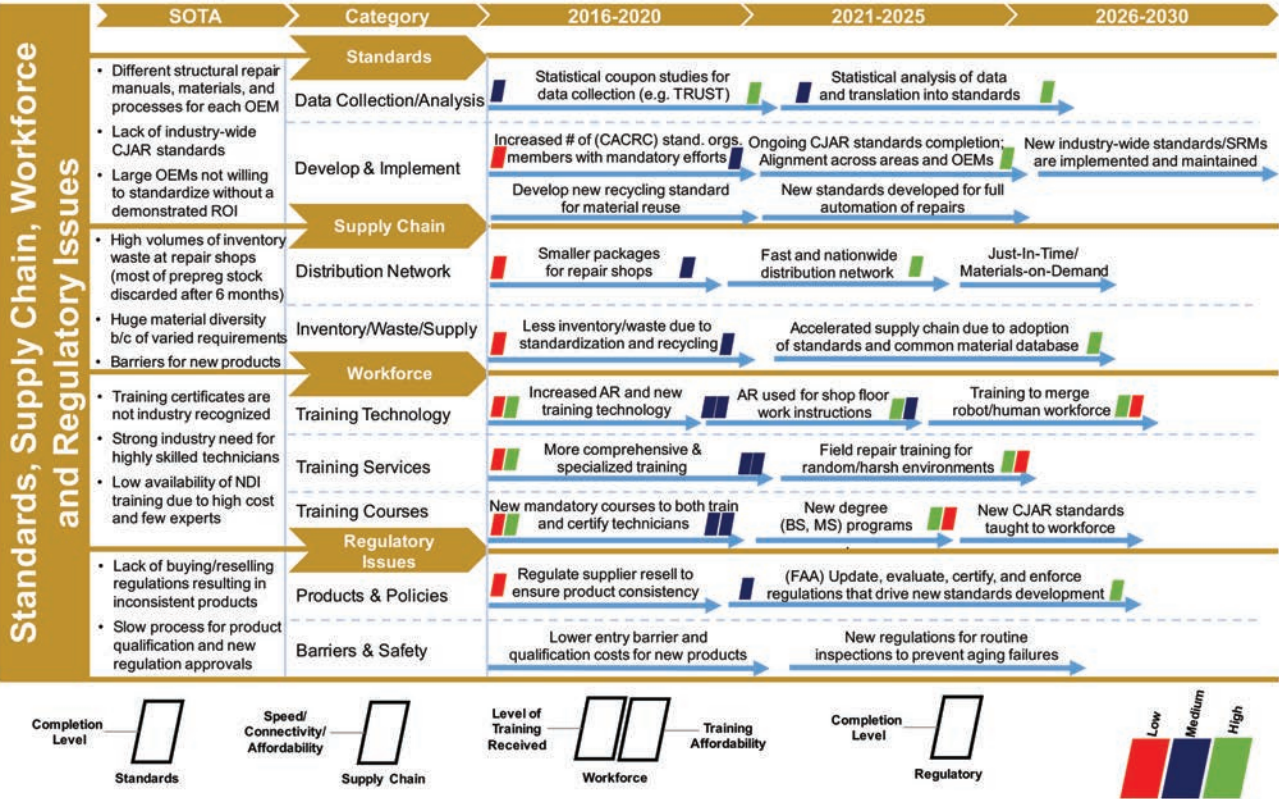 Standards, Supply Chain, Workforce
and Regulatory Issues
SOTA
Category
2016-2020
2021-2025
2026-2030
Standards
• Different structural repair
manuals, materials, and
processes for each OEM
• Lack of industry-wide
CJAR standards
• Large OEMs not willing
to standardize without a
demonstrated ROI
Data Collection/Analysis
Statistical coupon studies for
data collection (e.g. TRUST)
Statistical analysis of data
and translation into standards
Develop & Implement
Increased # of (CACRC) stand. orgs.
members with mandatory efforts
Ongoing CJAR standards completion;
Alignment across areas and OEMs
New industry-wide standards/SRMs
are implemented and maintained
Develop new recycling standard
for material reuse
New standards developed for full
automation of repairs
Supply Chain
• High volumes of inventory
waste at repair shops
(most of prepreg stock
discarded after 6 months)
• Huge material diversity
b/c of varied requirements
• Barriers for new products
Distribution Network
Smaller packages
for repair shops
Fast and nationwide
distribution network
Just-In-Time/
Materials-on-Demand
Inventory/Waste/Supply
Less inventory/waste due to
standardization and recycling
Accelerated supply chain due to adoption
of standards and common material database
Workforce
• Training certificates are
not industry recognized
• Strong industry need for
highly skilled technicians
• Low availability of NDI
training due to high cost
and few experts
Training Technology
Increased AR and new
training technology
AR used for shop floor
work instructions
Training to merge
robot/human workforce
Training Services
More comprehensive &
specialized training
Field repair training for
random/harsh environments
Training Courses
New mandatory courses to both train
and certify technicians
New degree
(BS, MS) programs
New CJAR standards
taught to workforce
Regulatory
Issues
• Lack of buying/reselling
regulations resulting in
inconsistent products
• Slow process for product
qualification and new
regulation approvals
Products & Policies
Regulate supplier resell to
ensure product consistency
(FAA) Update, evaluate, certify, and enforce
regulations that drive new standards development
Barriers & Safety
Lower entry barrier and
qualification costs for new products
New regulations for routine
inspections to prevent aging failures
Completion
Level
Standards
Speed/
Connectivity/
Affordability
Supply Chain
Level of
Training
Received
Training
Affordability
Workforce
Completion
Level
Regulatory
Low
Medium
High